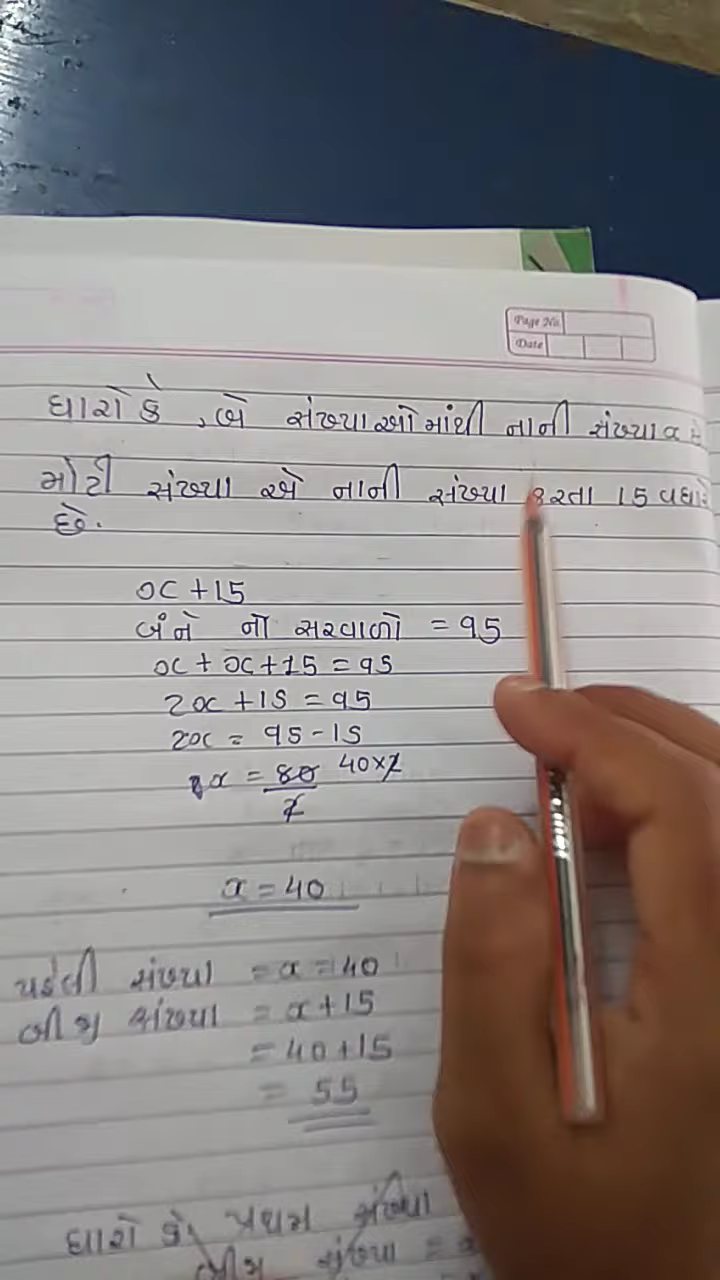 Page No.
Date
ધારો કે, બે સંખ્યાઓમાંથી નાની સંખ્યા x છે
મોટી સંખ્યા એ નાની સંખ્યા કરતા 15 વધારે
છે.
x + 15
બંને નો સરવાળો = 95
x + x + 15 = 95
2x + 15 = 95
2x = 95 - 15
x = 80 40 × 2
2
x = 40
પહેલી સંખ્યા = x = 40
બીજી સંખ્યા = x + 15
= 40 + 15
= 55
ધારો કે, પ્રથમ સંખ્યા
બીજી સંખ્યા =